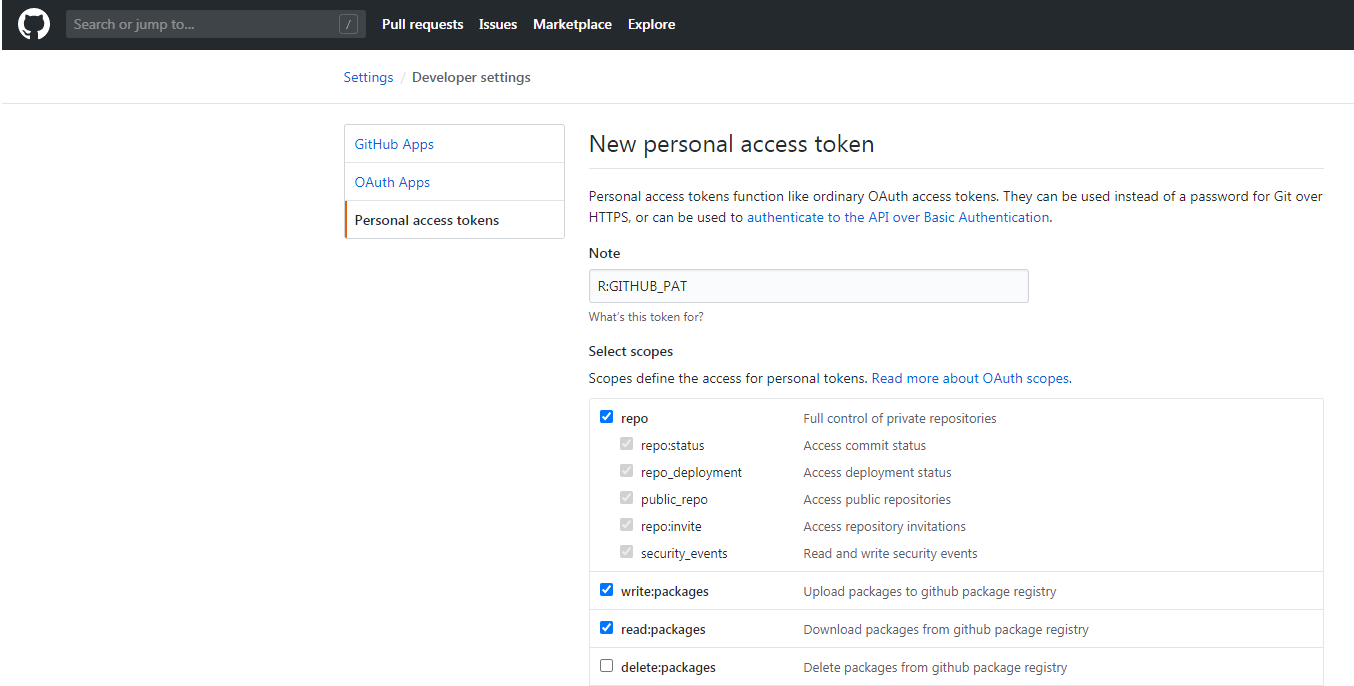 Search or jump to... /
Pull requests Issues Marketplace Explore
Settings / Developer settings
GitHub Apps
OAuth Apps
Personal access tokens
New personal access token
Personal access tokens function like ordinary OAuth access tokens. They can be used instead of a password for Git over
HTTPS, or can be used to authenticate to the API over Basic Authentication.
Note
R:GITHUB_PAT
What's this token for?
Select scopes
Scopes define the access for personal tokens. Read more about OAuth scopes.
repo Full control of private repositories
repo:status Access commit status
repo_deployment Access deployment status
public_repo Access public repositories
repo:invite Access repository invitations
security_events Read and write security events
write:packages Upload packages to github package registry
read:packages Download packages from github package registry
delete:packages Delete packages from github package registry